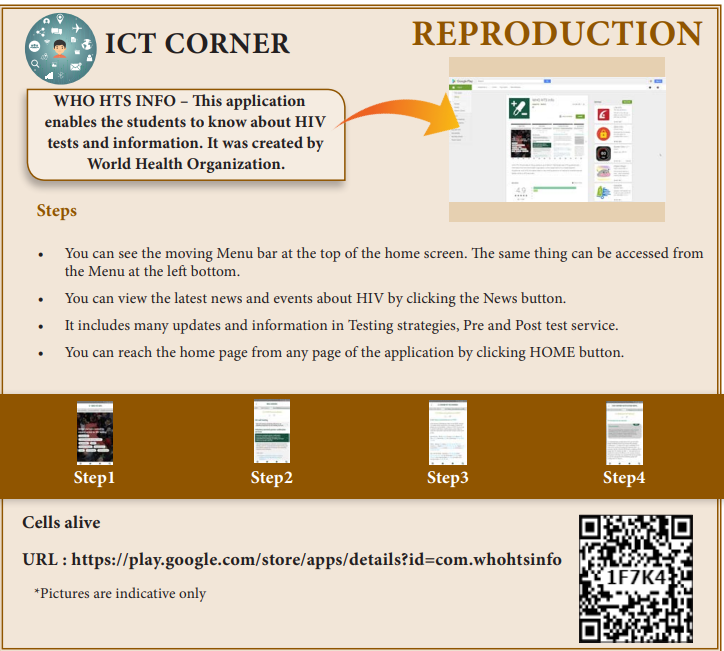 ICT CORNER
REPRODUCTION
WHO HTS INFO – This application
enables the students to know about HIV
tests and information. It was created by
World Health Organization.
Steps
• You can see the moving Menu bar at the top of the home screen. The same thing can be accessed from
the Menu at the left bottom.
• You can view the latest news and events about HIV by clicking the News button.
• It includes many updates and information in Testing strategies, Pre and Post test service.
• You can reach the home page from any page of the application by clicking HOME button.
Step1
Step2
Step3
Step4
Cells alive
URL : https://play.google.com/store/apps/details?id=com.whohtsinfo
1F7K4
*Pictures are indicative only